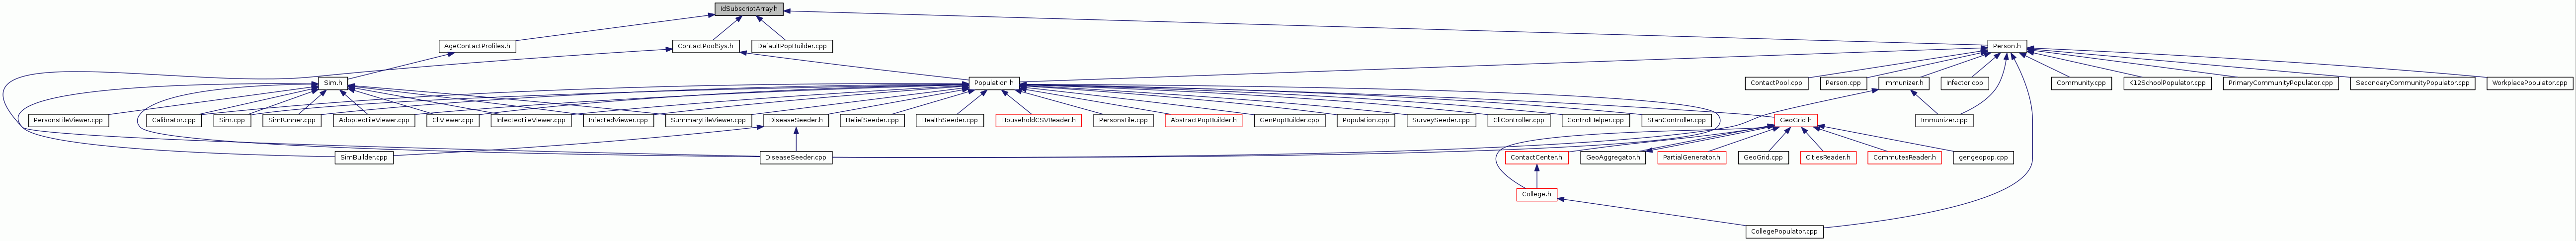 IdSubscriptArray.h
AgeContactProfiles.h
ContactPoolSys.h
DefaultPopBuilder.cpp
Person.h
Sim.h
Population.h
ContactPool.cpp
Person.cpp
Immunizer.h
Infector.cpp
Community.cpp
K12SchoolPopulator.cpp
PrimaryCommunityPopulator.cpp
SecondaryCommunityPopulator.cpp
WorkplacePopulator.cpp
PersonsFileViewer.cpp
Calibrator.cpp
Sim.cpp
SimRunner.cpp
AdoptedFileViewer.cpp
CliViewer.cpp
InfectedFileViewer.cpp
InfectedViewer.cpp
SummaryFileViewer.cpp
DiseaseSeeder.h
BeliefSeeder.cpp
HealthSeeder.cpp
HouseholdCSVReader.h
PersonsFile.cpp
AbstractPopBuilder.h
GenPopBuilder.cpp
Population.cpp
SurveySeeder.cpp
CliController.cpp
ControlHelper.cpp
StanController.cpp
GeoGrid.h
Immunizer.cpp
SimBuilder.cpp
DiseaseSeeder.cpp
ContactCenter.h
GeoAggregator.h
PartialGenerator.h
GeoGrid.cpp
CitiesReader.h
CommutesReader.h
gengeopop.cpp
College.h
CollegePopulator.cpp